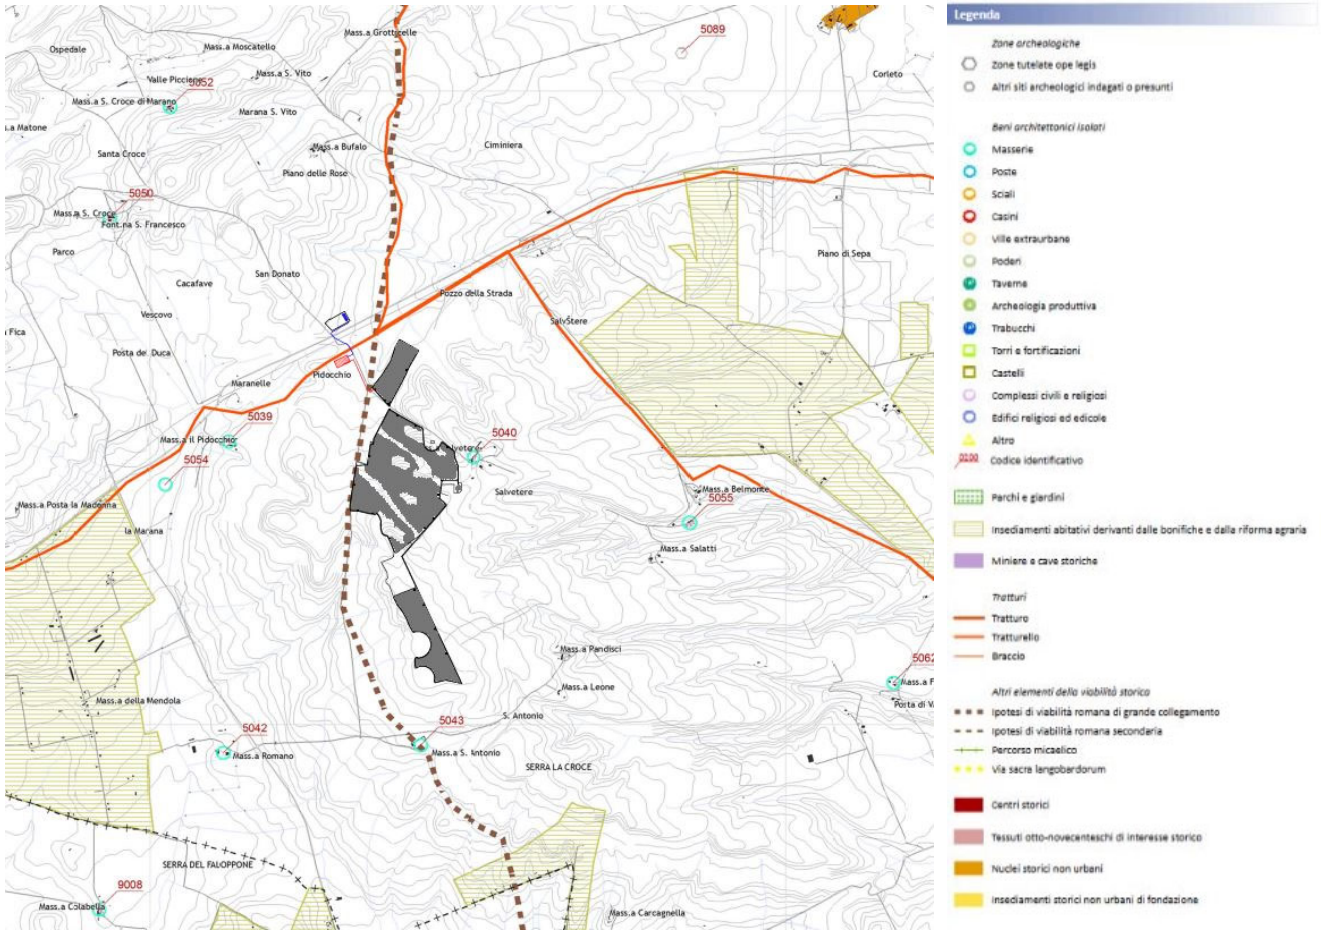 Mass.a Grotticelle
5089
Ospedale
Mass.a Moscatello
Mass.a S. Vito
Corleto
Mass.a S. Croce di Marano
Marana S. Vito
.a Matone
Ciminiera
Mass.a Bufalo
Santa Croce
Piano delle Rose
5050
Mass.a S. Croce
Font.na S. Francesco
Parco
Piano di Sepa
San Donato
Cacafave
Pozzo della Strada
Vescovo
a Fica
Posta del Duca
Pidocchio
Maranelle
5039
Mass.a il Pidocchio
5040
5054
Salvetere
Mass.a Belmonte
5055
Mass.a Posta la Madonna
la Marana
Mass.a Salatti
Mass.a Pandisci
5062
Mass.a F
Mass.a Leone
Mass.a della Mendola
S. Antonio
5043
5042
Mass.a S. Antonio
Mass.a Romano
SERRA LA CROCE
SERRA DEL FALOPPONE
9008
Mass.a Colabella
Mass.a Carcagnella
Legenda
Zone archeologiche
Zone tutelate ope legis
Altri siti archeologici indagati o presunti
Beni architettonici isolati
Masserie
Poste
Sciali
Casini
Ville extraurbane
Poderi
Taverne
Archeologia produttiva
Trabucchi
Torri e fortificazioni
Castelli
Complessi civili e religiosi
Edifici religiosi ed edicole
Altro
Codice identificativo
Parchi e giardini
Insediamenti abitativi derivanti dalle bonifiche e dalla riforma agraria
Miniere e cave storiche
Tratturi
Tratturo
Tratturello
Braccio
Altri elementi della viabilità storica
Ipotesi di viabilità romana di grande collegamento
Ipotesi di viabilità romana secondaria
Percorso micaelico
Via sacra langobardorum
Centri storici
Tessuti otto-novecenteschi di interesse storico
Nuclei storici non urbani
Insediamenti storici non urbani di fondazione